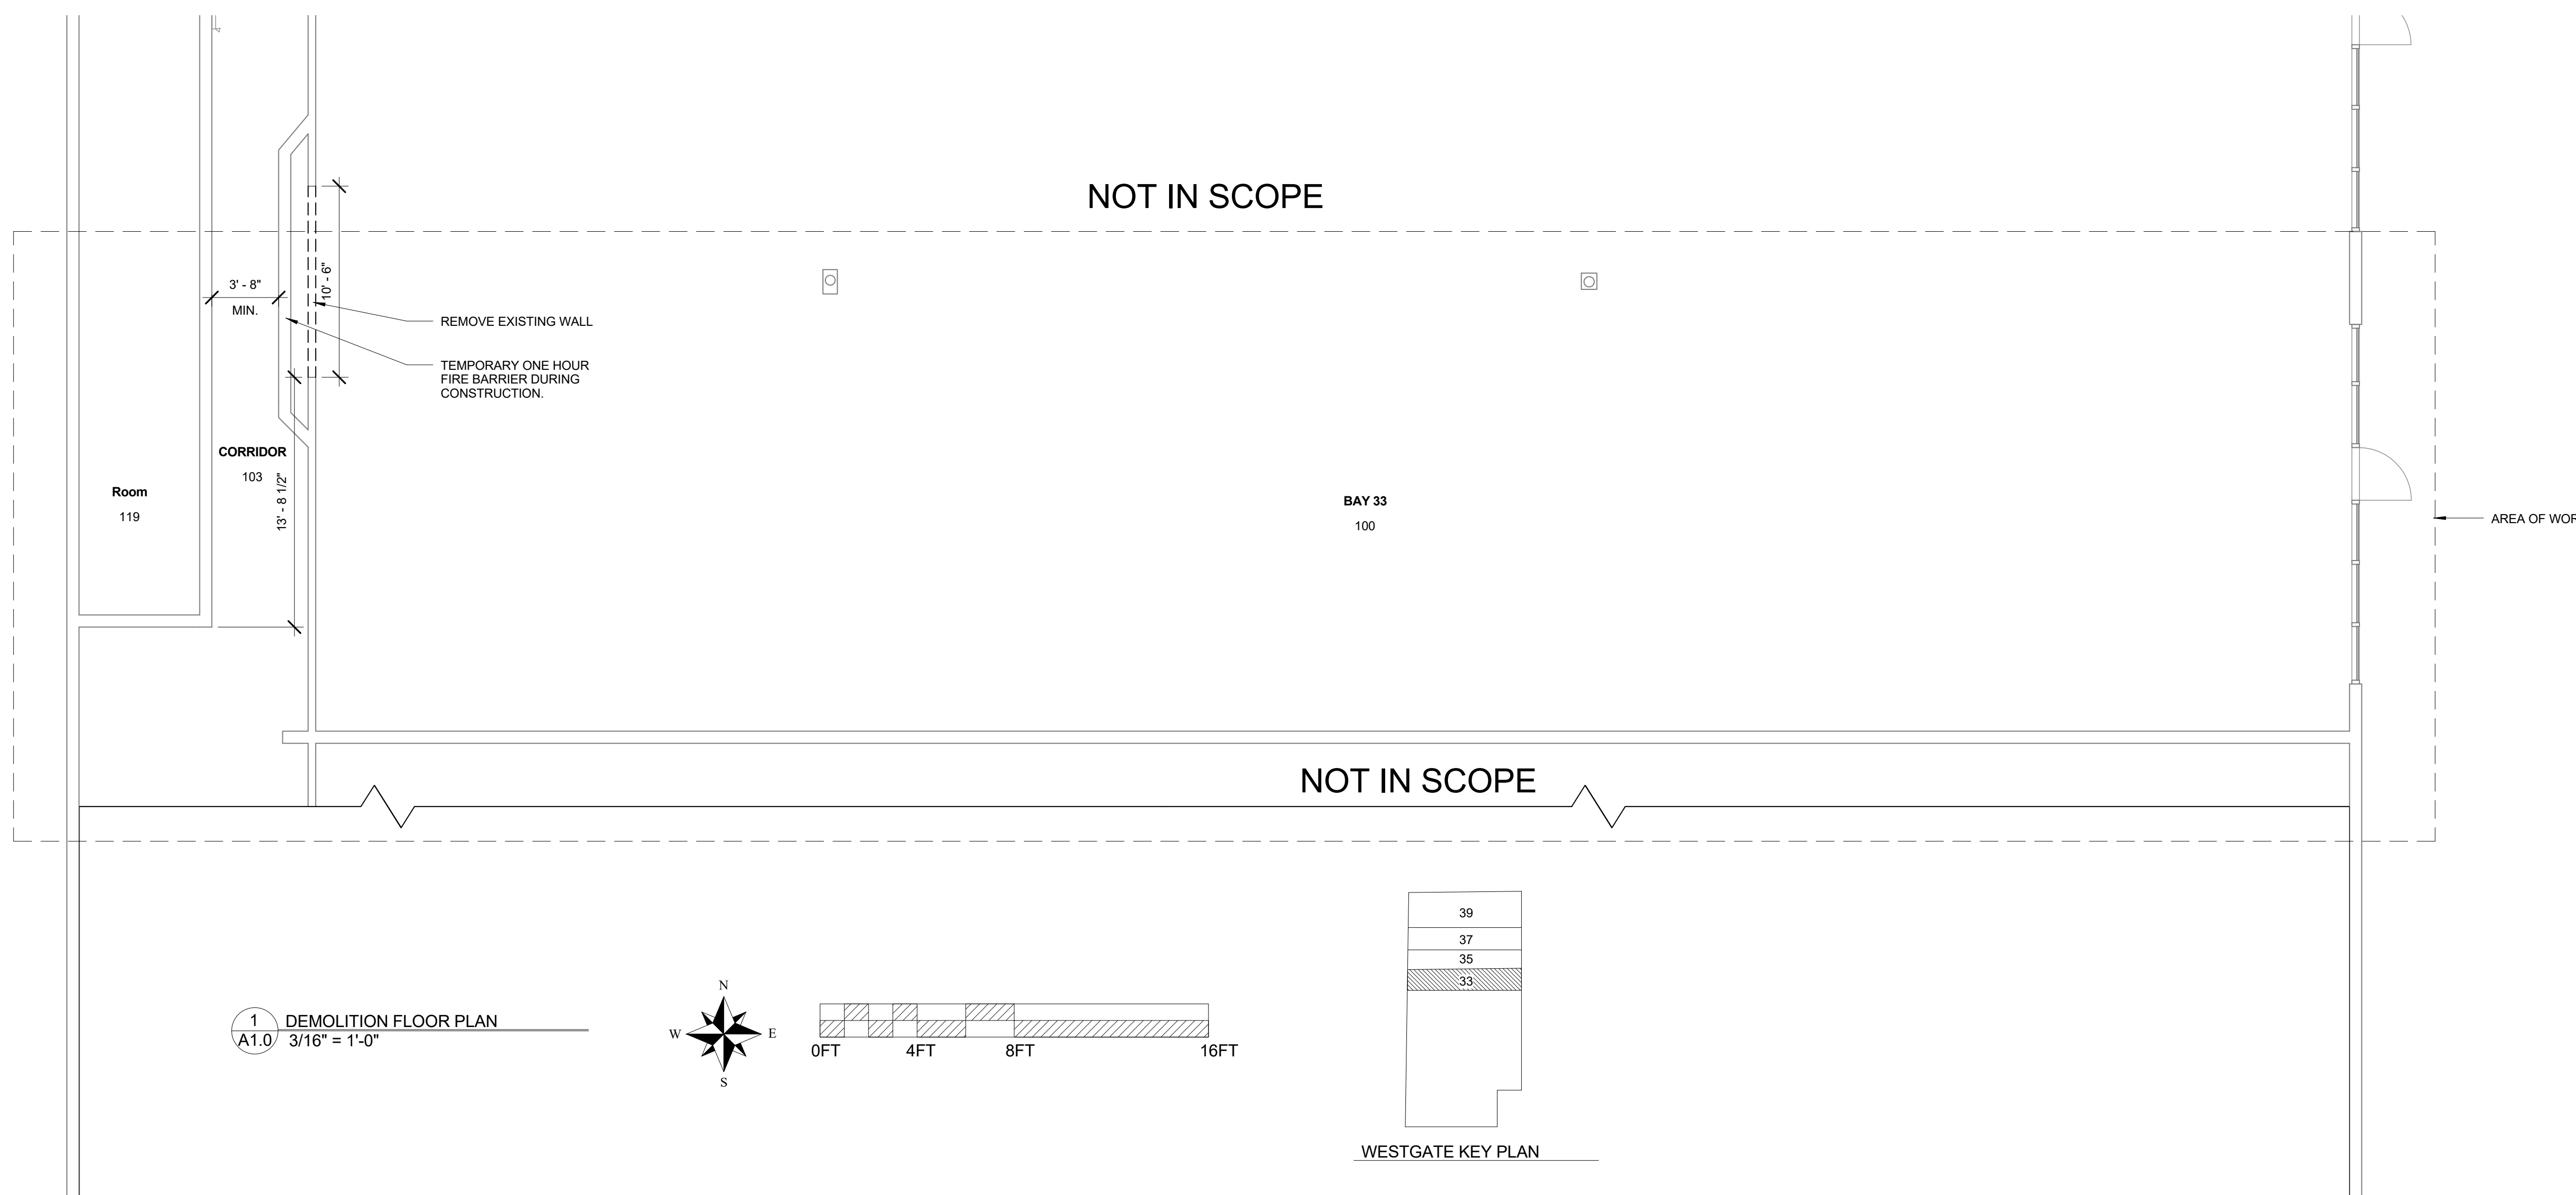 NOT IN SCOPE
3' - 8"
MIN.
10' - 6"
REMOVE EXISTING WALL
TEMPORARY ONE HOUR
FIRE BARRIER DURING
CONSTRUCTION.
CORRIDOR
103
13' - 8 1/2"
Room
119
BAY 33
100
AREA OF WOR
NOT IN SCOPE
39
37
35
33
WESTGATE KEY PLAN
1
A1.0
DEMOLITION FLOOR PLAN
3/16" = 1'-0"
N
W
E
S
0FT 4FT 8FT 16FT